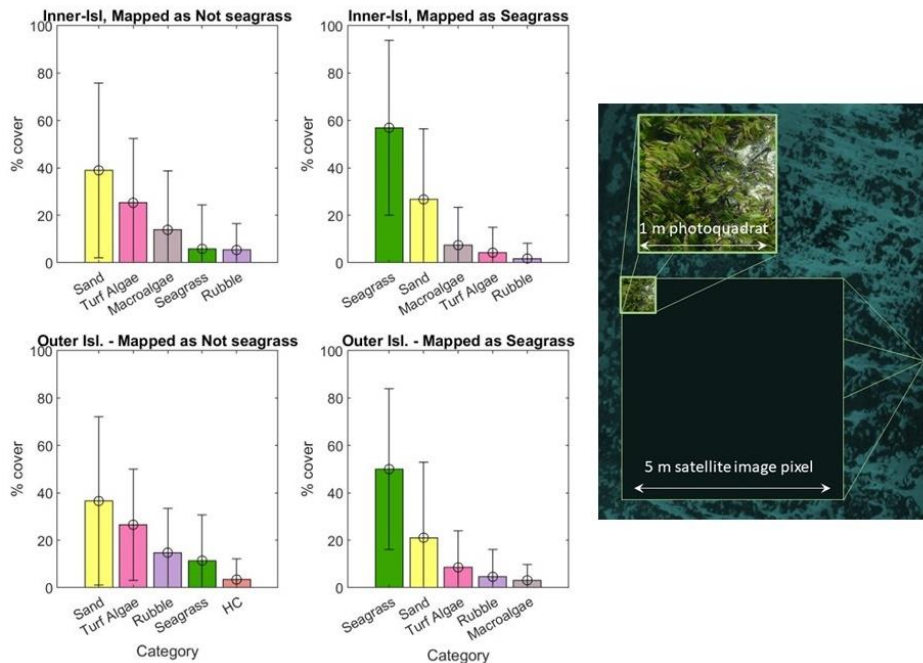 Inner-Isl, Mapped as Not seagrass
100
80
60
40
20
0
% cover
Sand
Turf Algae
Macroalgae
Seagrass
Rubble
Inner-Isl, Mapped as Seagrass
100
80
60
40
20
0
% cover
Seagrass
Sand
Macroalgae
Turf Algae
Rubble
Outer Isl. - Mapped as Not seagrass
100
80
60
40
20
0
% cover
Sand
Turf Algae
Rubble
Seagrass
HC
Category
Outer Isl. - Mapped as Seagrass
100
80
60
40
20
0
% cover
Seagrass
Sand
Turf Algae
Rubble
Macroalgae
Category
1 m photoquadrat
5 m satellite image pixel